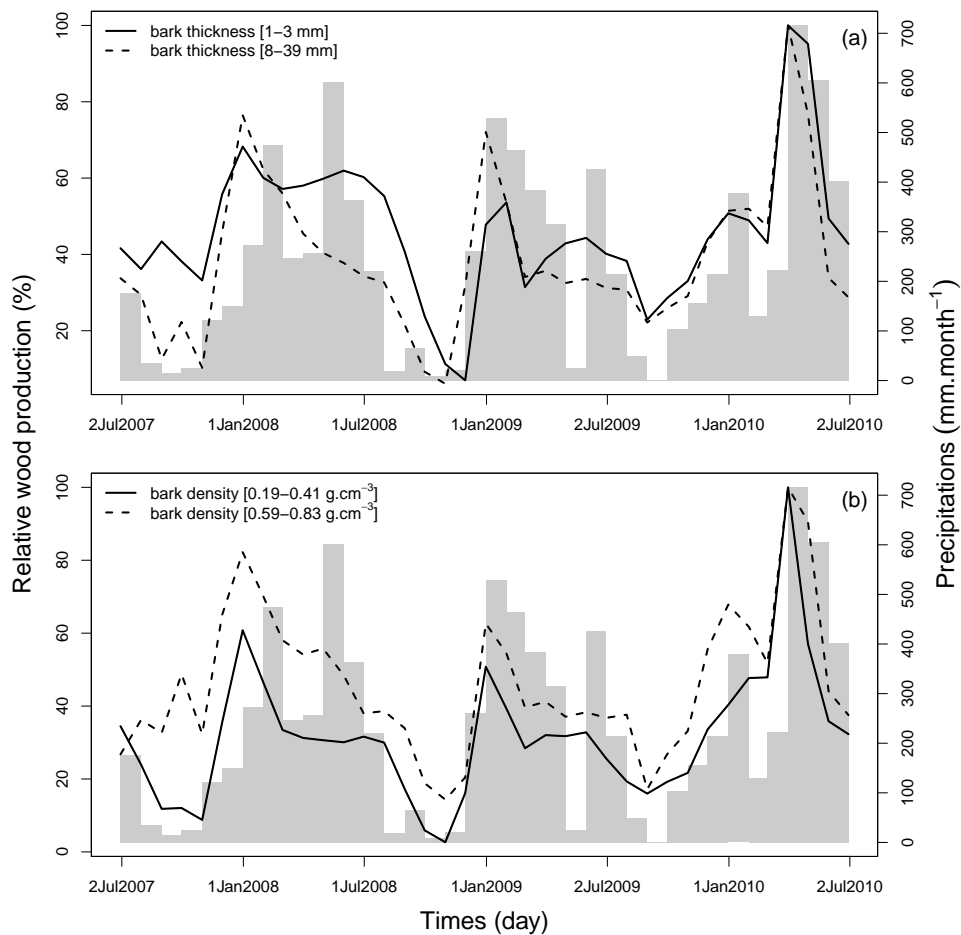 bark thickness [1−3 mm]
bark thickness [8−39 mm]
(a)
100
80
60
40
20
700
600
500
400
300
200
100
0
2Jul2007 1Jan2008 1Jul2008 1Jan2009 2Jul2009 1Jan2010 2Jul2010
Relative wood production (%)
Precipitations (mm.month⁻¹)
bark density [0.19−0.41 g.cm⁻³]
bark density [0.59−0.83 g.cm⁻³]
(b)
100
80
60
40
20
0
700
600
500
400
300
200
100
0
2Jul2007 1Jan2008 1Jul2008 1Jan2009 2Jul2009 1Jan2010 2Jul2010
Times (day)